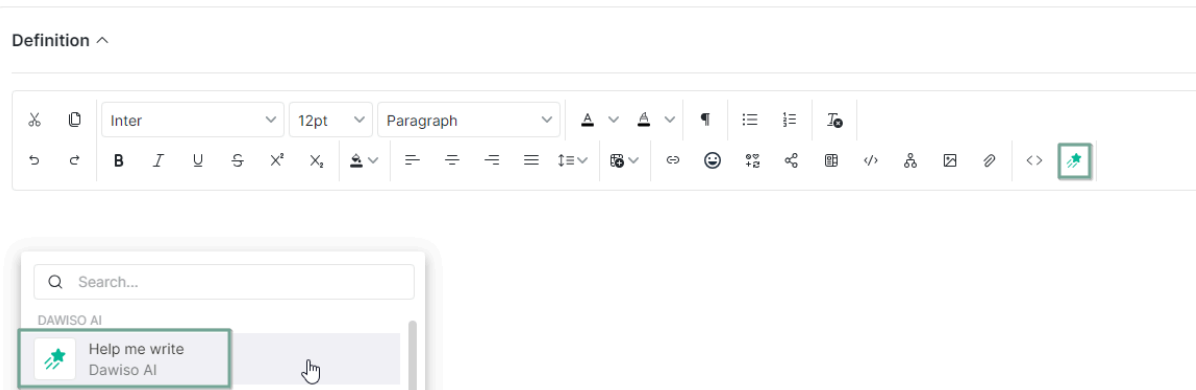 Definition
Inter
12pt
Paragraph
Search...
DAWISO AI
Help me write
Dawiso AI